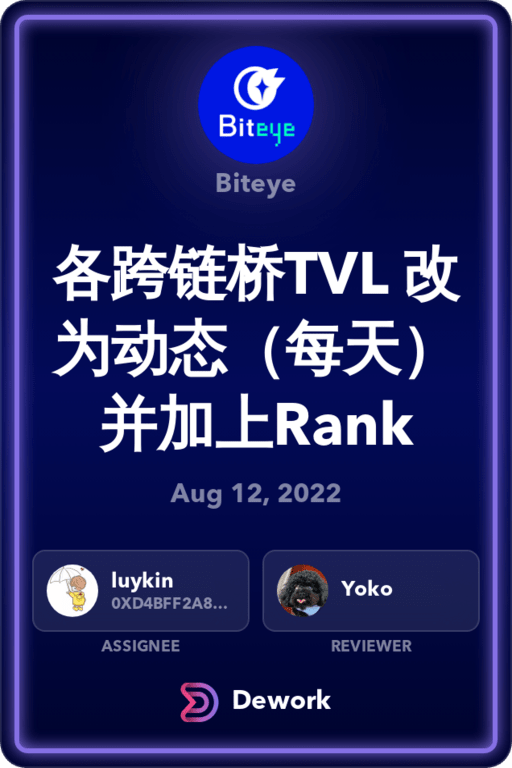 Biteye
Biteye
各跨链桥TVL 改
为动态（每天）
并加上Rank
Aug 12, 2022
luykin
0XD4BFF2A8...
ASSIGNEE
Yoko
REVIEWER
Dework